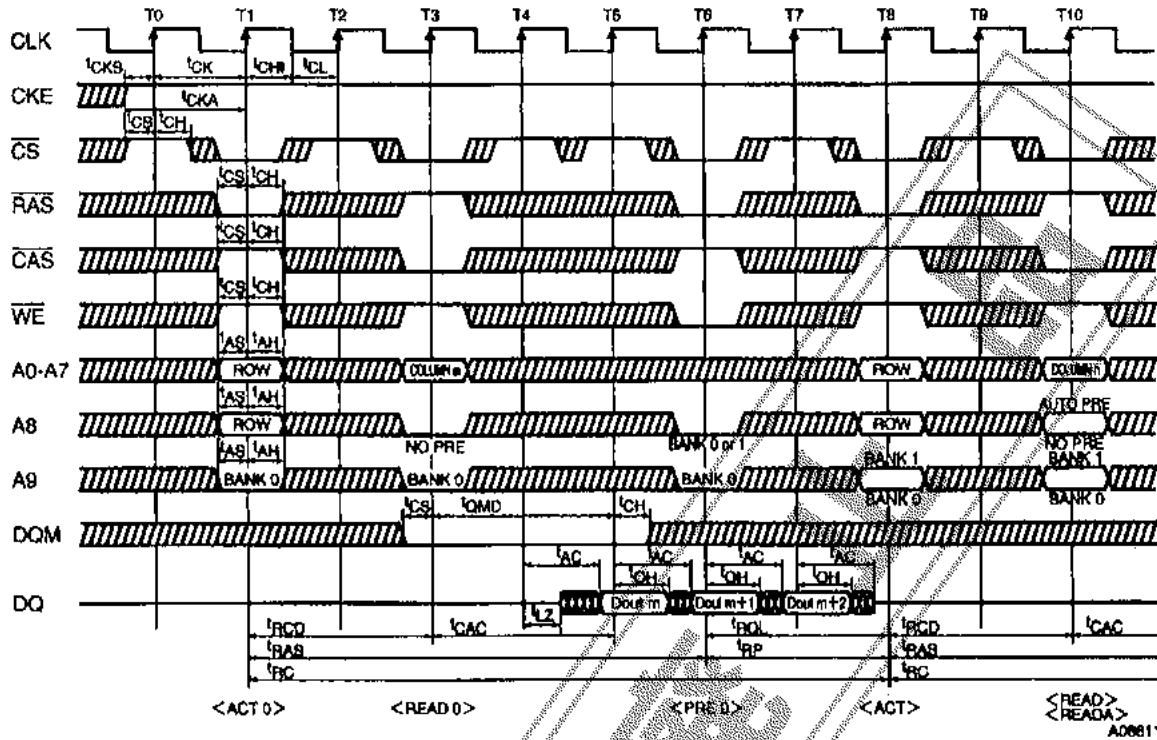 T0 T1 T2 T3 T4 T5 T6 T7 T8 T9 T10
CLK
tCKS tCK tCHI tCL
CKE
tCKA
tCS tCH
CS
tCS tCH
RAS
tCS tCH
CAS
tCS tCH
WE
tAS tAH
A0-A7 ROW COLUMN m ROW COLUMN n
tAS tAH AUTO PRE
A8 ROW ROW
NO PRE BANK 0 or 1 NO PRE
tAS tAH BANK 1 BANK 1
A9 BANK 0 BANK 0 BANK 0
BANK 0 BANK 0
tCS tQMD tCH
DQM
tAC tAC tAC tAC
tOH tOH tOH
DQ Dout m Dout m+1 Dout m+2
tLZ
tRCD tCAC tROL tRCD tCAC
tRAS tRP tRAS
tRC tRC
<ACT 0> <READ 0> <PRE 0> <ACT> <READ>
<READA>